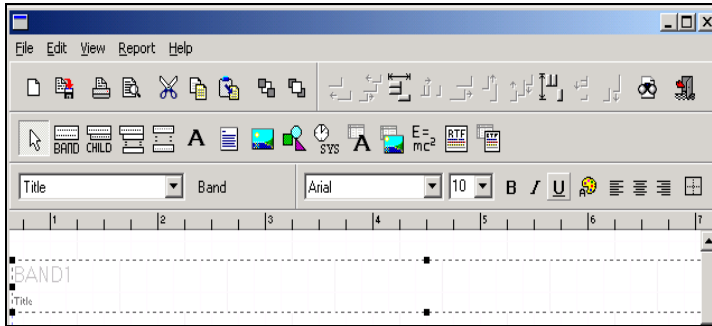 File Edit View Report Help
BAND CHILD A SYS A E= mc² RTF RTF
Title Band Arial 10 B I U
1 2 3 4 5 6 7
BAND1
Title